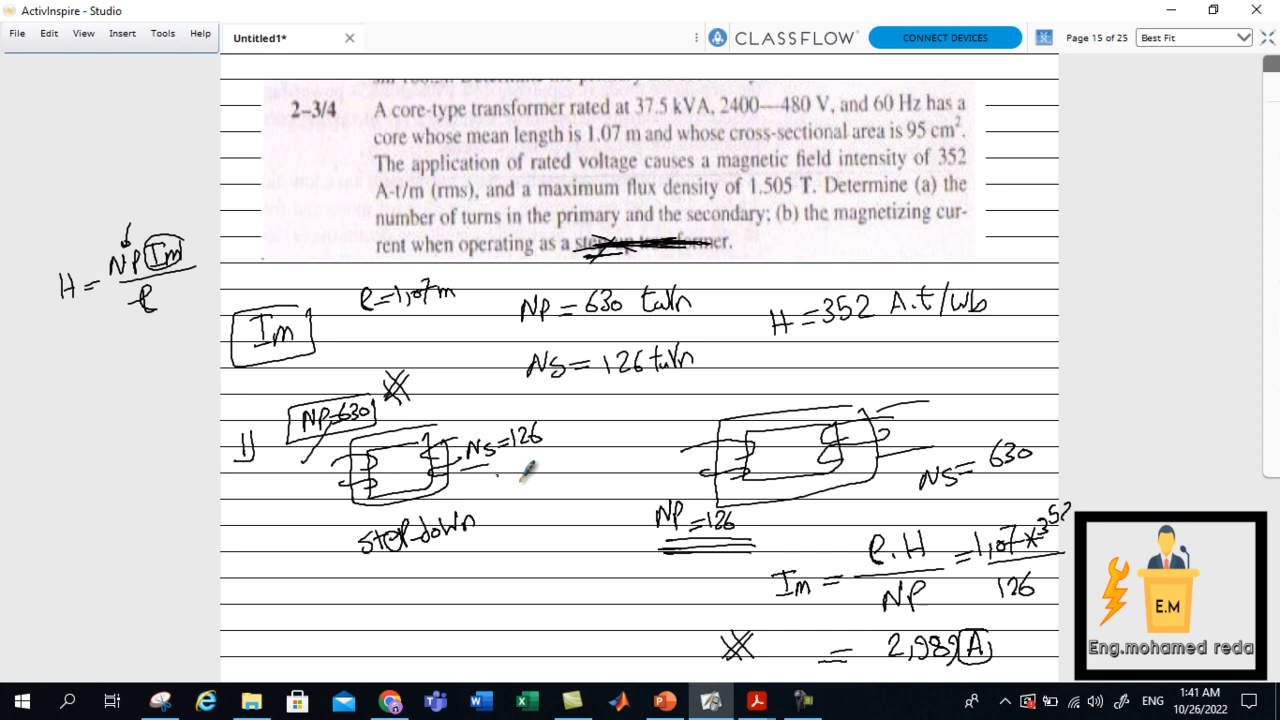 ActivInspire - Studio
File Edit View Insert Tools Help
Untitled1*
CLASSFLOW
CONNECT DEVICES
Page 15 of 25
Best Fit
2–3/4 A core-type transformer rated at 37.5 kVA, 2400—480 V, and 60 Hz has a
core whose mean length is 1.07 m and whose cross-sectional area is 95 cm².
The application of rated voltage causes a magnetic field intensity of 352
A-t/m (rms), and a maximum flux density of 1.505 T. Determine (a) the
number of turns in the primary and the secondary; (b) the magnetizing cur-
rent when operating as a step-up transformer.
H = NP Im / ℓ
Im
ℓ = 1,07m
NP = 630 turn
H = 352 A.t/wb
NS = 126 turn
1)
NP=630
NS=126
step-down
NP=126
NS= 630
Im = ℓ.H / NP = 1,07*352 / 126
= 2,989 A
E.M
Eng.mohamed reda
ENG
1:41 AM
10/26/2022